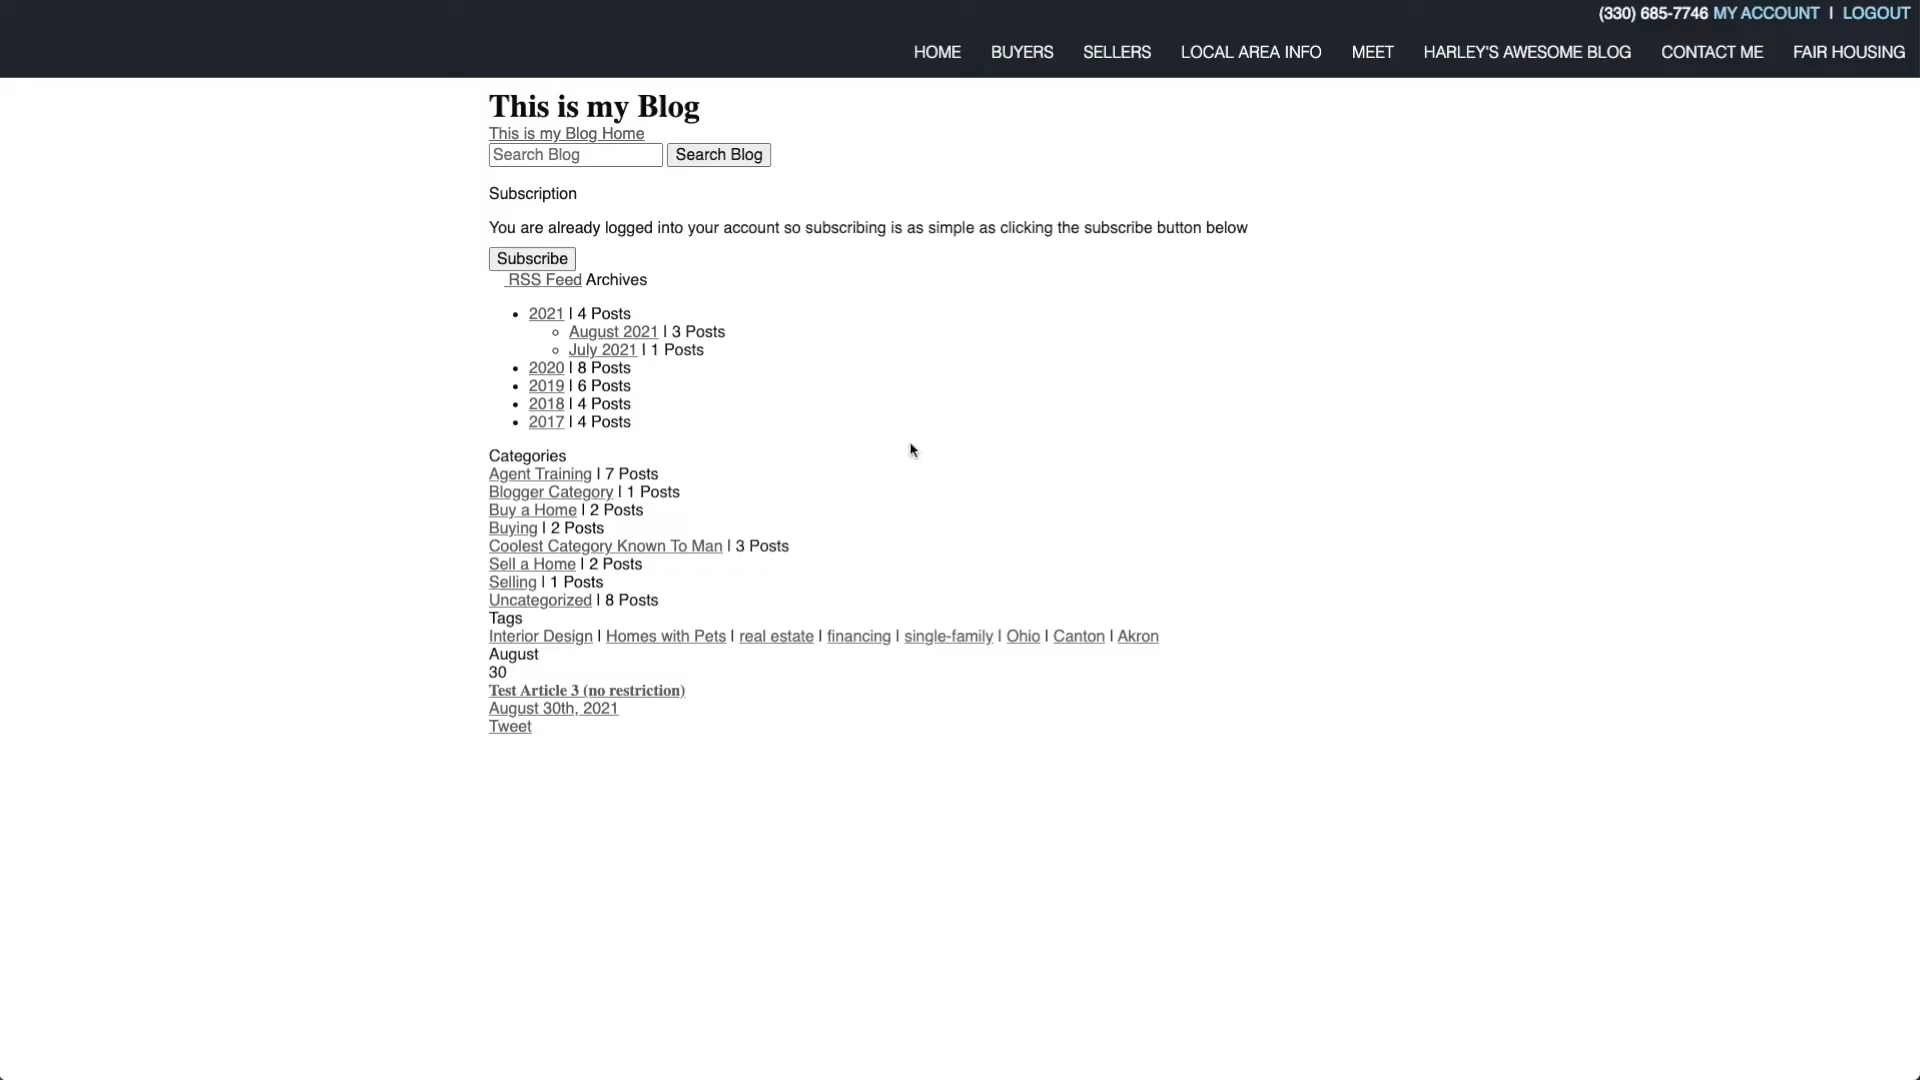 (330) 685-7746 MY ACCOUNT | LOGOUT
HOME BUYERS SELLERS LOCAL AREA INFO MEET HARLEY'S AWESOME BLOG CONTACT ME FAIR HOUSING
This is my Blog
This is my Blog Home
Search Blog Search Blog
Subscription
You are already logged into your account so subscribing is as simple as clicking the subscribe button below
Subscribe
RSS Feed Archives
2021 | 4 Posts
August 2021 | 3 Posts
July 2021 | 1 Posts
2020 | 8 Posts
2019 | 6 Posts
2018 | 4 Posts
2017 | 4 Posts
Categories
Agent Training | 7 Posts
Blogger Category | 1 Posts
Buy a Home | 2 Posts
Buying | 2 Posts
Coolest Category Known To Man | 3 Posts
Sell a Home | 2 Posts
Selling | 1 Posts
Uncategorized | 8 Posts
Tags
Interior Design | Homes with Pets | real estate | financing | single-family | Ohio | Canton | Akron
August
30
Test Article 3 (no restriction)
August 30th, 2021
Tweet